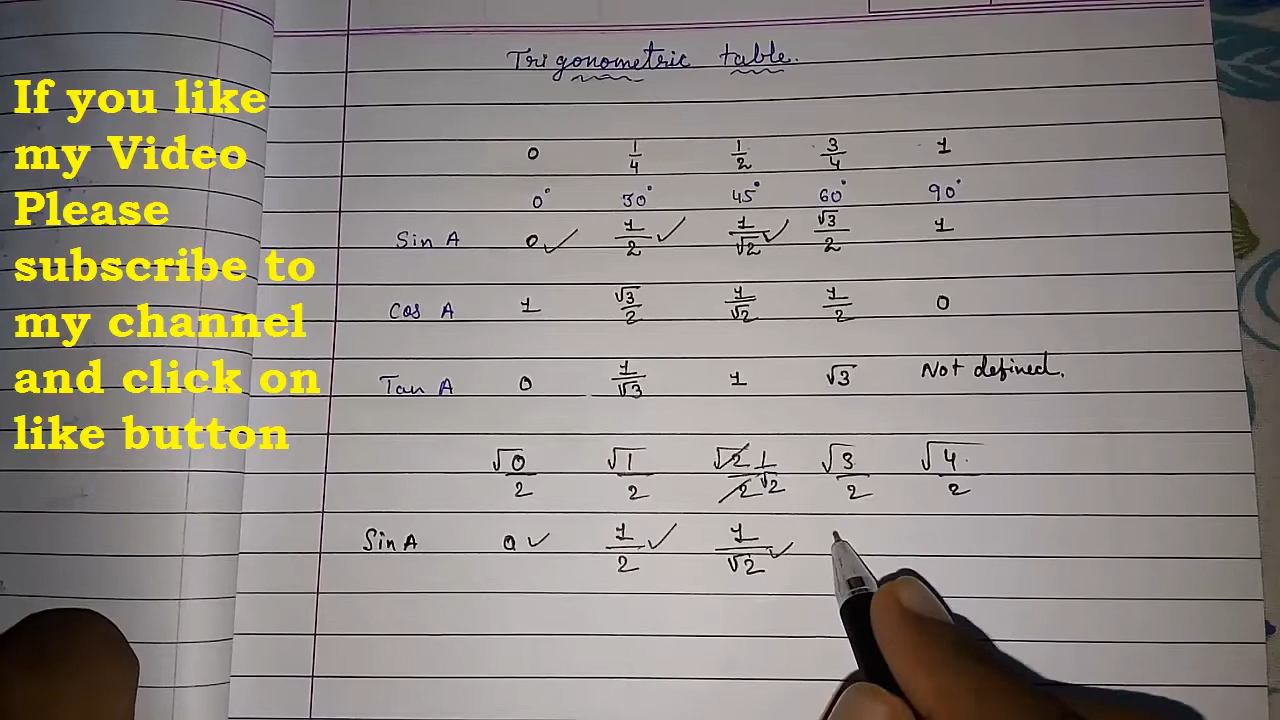 If you like
my Video
Please
subscribe to
my channel
and click on
like button
Trigonometric table.
0 1/4 1/2 3/4 1
0° 30° 45° 60° 90°
Sin A 0 ✓ 1/2 ✓ 1/√2 ✓ √3/2 1
Cos A 1 √3/2 1/√2 1/2 0
Tan A 0 1/√3 1 √3 Not defined.
√0/2 √1/2 √2/2 1/√2 √3/2 √4/2
Sin A 0 ✓ 1/2 ✓ 1/√2 ✓